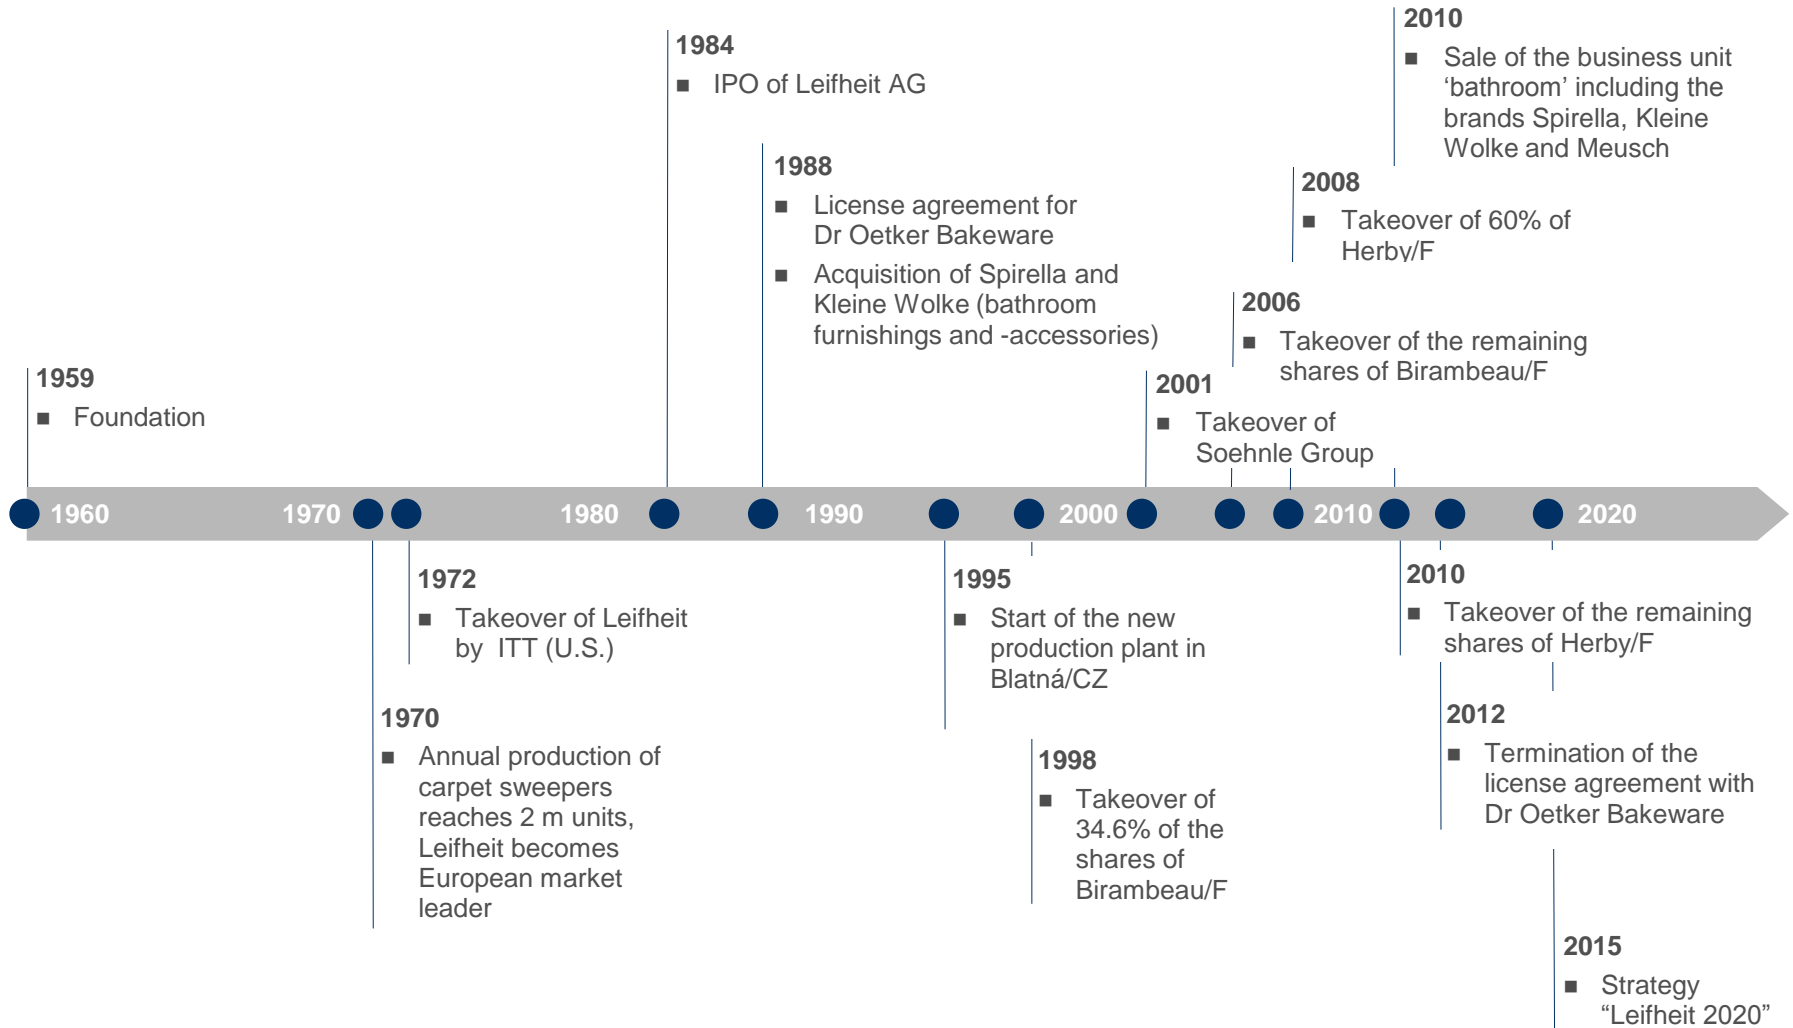 2010
■ Sale of the business unit
‘bathroom’ including the
brands Spirella, Kleine
Wolke and Meusch
1984
■ IPO of Leifheit AG
1988
■ License agreement for
Dr Oetker Bakeware
■ Acquisition of Spirella and
Kleine Wolke (bathroom
furnishings and -accessories)
2008
■ Takeover of 60% of
Herby/F
2006
■ Takeover of the remaining
shares of Birambeau/F
1959
■ Foundation
2001
■ Takeover of
Soehnle Group
1960 1970 1980 1990 2000 2010 2020
1972
■ Takeover of Leifheit
by  ITT (U.S.)
1970
■ Annual production of
carpet sweepers
reaches 2 m units,
Leifheit becomes
European market
leader
1995
■ Start of the new
production plant in
Blatná/CZ
1998
■ Takeover of
34.6% of the
shares of
Birambeau/F
2010
■ Takeover of the remaining
shares of Herby/F
2012
■ Termination of the
license agreement with
Dr Oetker Bakeware
2015
■ Strategy
“Leifheit 2020”